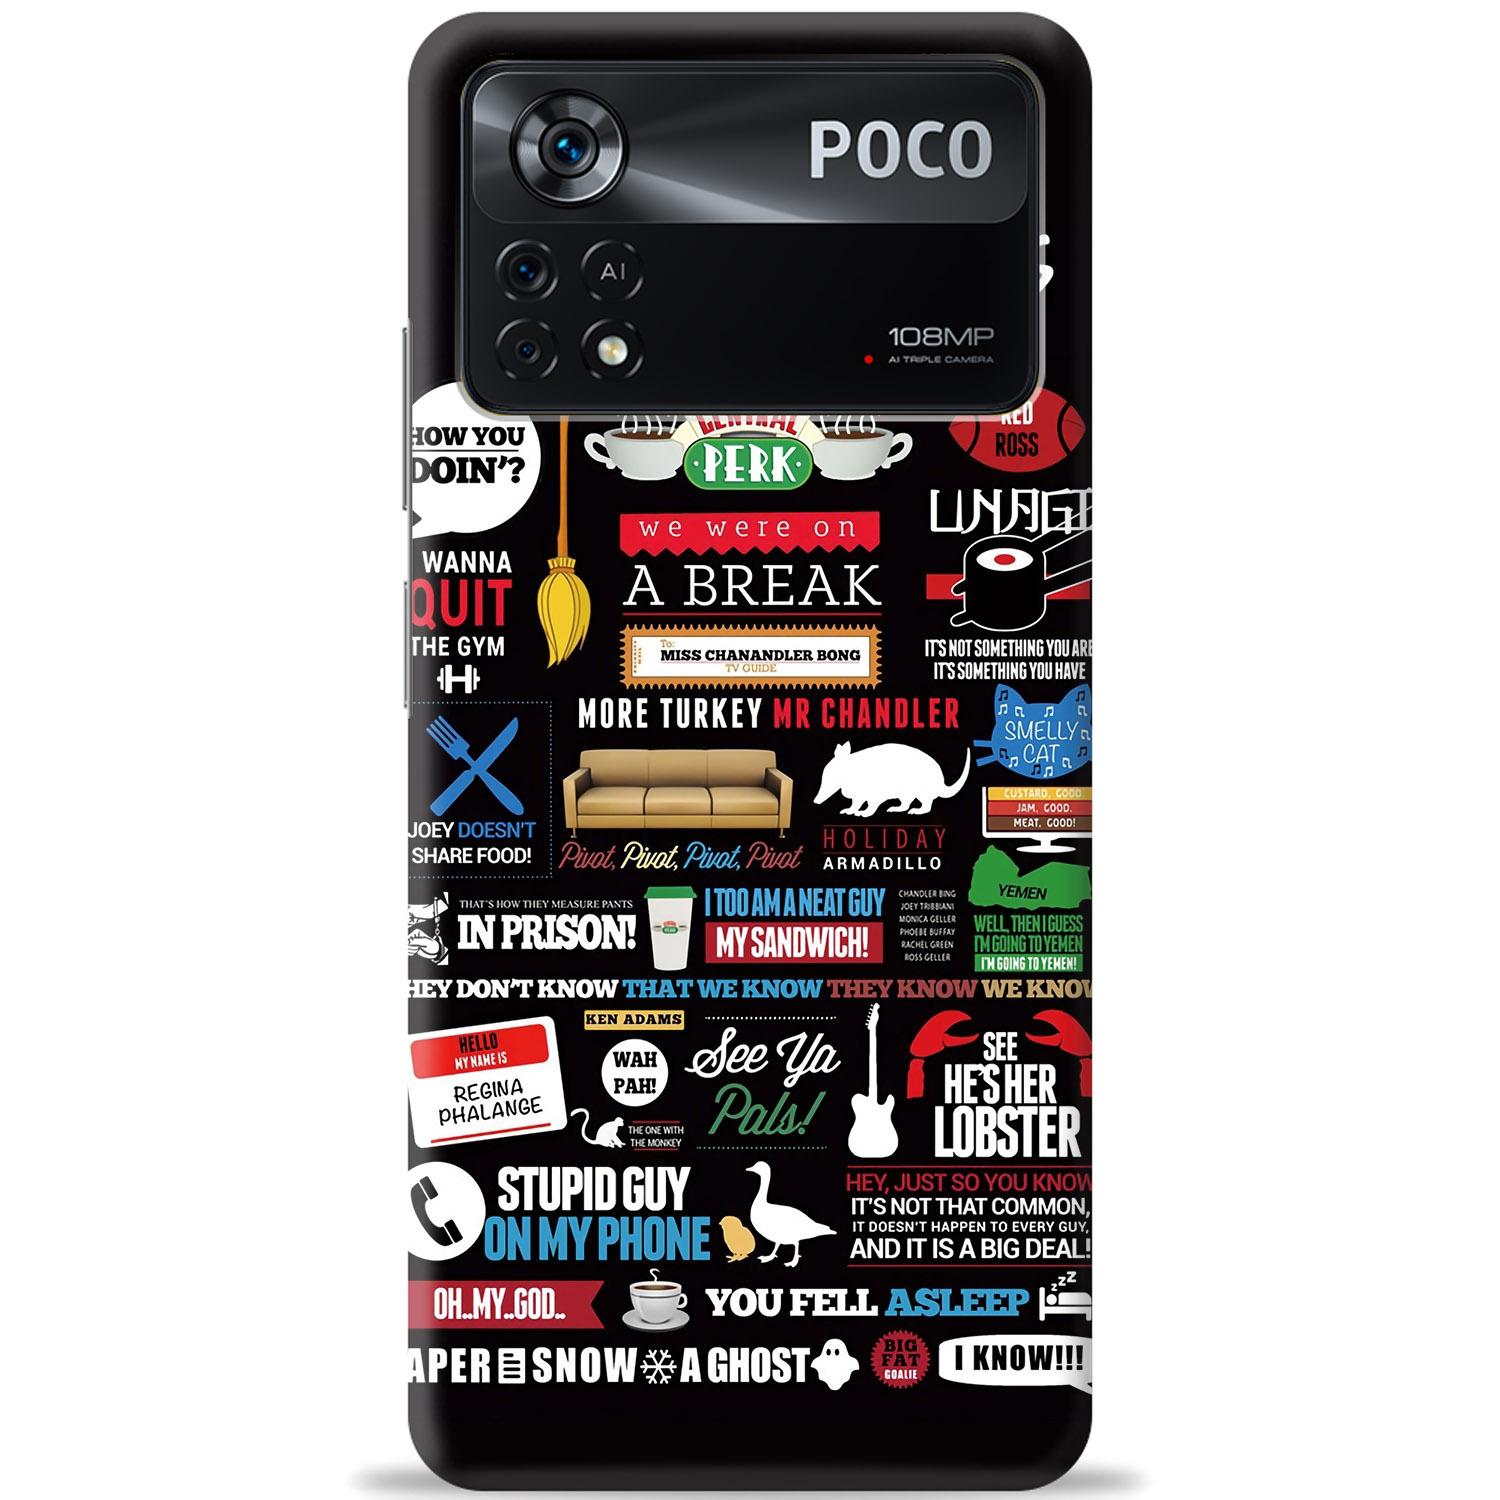 POCO
AI
108MP
AI TRIPLE CAMERA
HOW YOU
DOIN'?
CENTRAL
PERK
RED
ROSS
we were on
A BREAK
UNAGI
WANNA
QUIT
THE GYM
To:
MISS CHANANDLER BONG
TV GUIDE
IT'S NOT SOMETHING YOU ARE
IT'S SOMETHING YOU HAVE
MORE TURKEY MR CHANDLER
SMELLY
CAT
CUSTARD, GOOD.
JAM, GOOD.
MEAT, GOOD!
JOEY DOESN'T
SHARE FOOD!
Pivot, Pivot, Pivot, Pivot
HOLIDAY
ARMADILLO
YEMEN
WELL, THEN I GUESS
I'M GOING TO YEMEN
I'M GOING TO YEMEN!
THAT'S HOW THEY MEASURE PANTS
IN PRISON!
I TOO AM A NEAT GUY
MY SANDWICH!
CHANDLER BING
JOEY TRIBBIANI
MONICA GELLER
PHOEBE BUFFAY
RACHEL GREEN
ROSS GELLER
HEY DON'T KNOW THAT WE KNOW THEY KNOW WE KNOW
HELLO
MY NAME IS
REGINA
PHALANGE
KEN ADAMS
WAH
PAH!
THE ONE WITH
THE MONKEY
See Ya
Pals!
SEE
HE'S HER
LOBSTER
STUPID GUY
ON MY PHONE
HEY, JUST SO YOU KNOW
IT'S NOT THAT COMMON,
IT DOESN'T HAPPEN TO EVERY GUY,
AND IT IS A BIG DEAL!
OH..MY..GOD..
YOU FELL ASLEEP
zzZ
APER SNOW A GHOST
BIG
FAT
GOALIE
I KNOW!!!